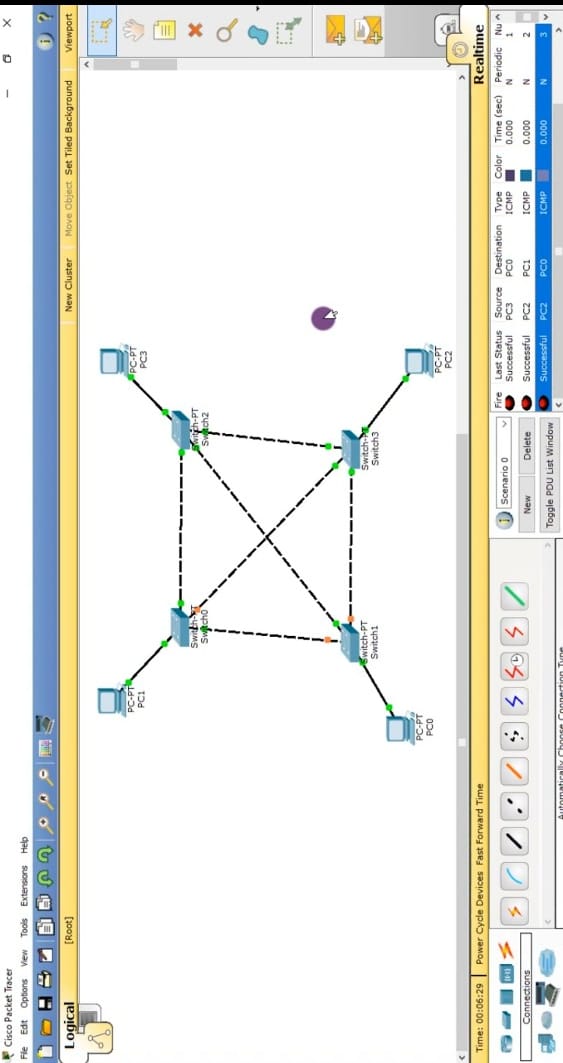 Cisco Packet Tracer
File Edit Options View Tools Extensions Help
Logical [Root] New Cluster Move Object Set Tiled Background Viewport
PC-PT
PC1
PC-PT
PC3
Switch-PT
Switch0
Switch-PT
Switch2
Switch-PT
Switch1
Switch-PT
Switch3
PC-PT
PC0
PC-PT
PC2
Time: 00:06:29 Power Cycle Devices Fast Forward Time Realtime
Connections
Automatically Choose Connection Type
Scenario 0
New Delete
Toggle PDU List Window
Fire Last Status Source Destination Type Color Time (sec) Periodic Nu
Successful PC3 PC0 ICMP 0.000 N 1
Successful PC2 PC1 ICMP 0.000 N 2
Successful PC2 PC0 ICMP 0.000 N 3